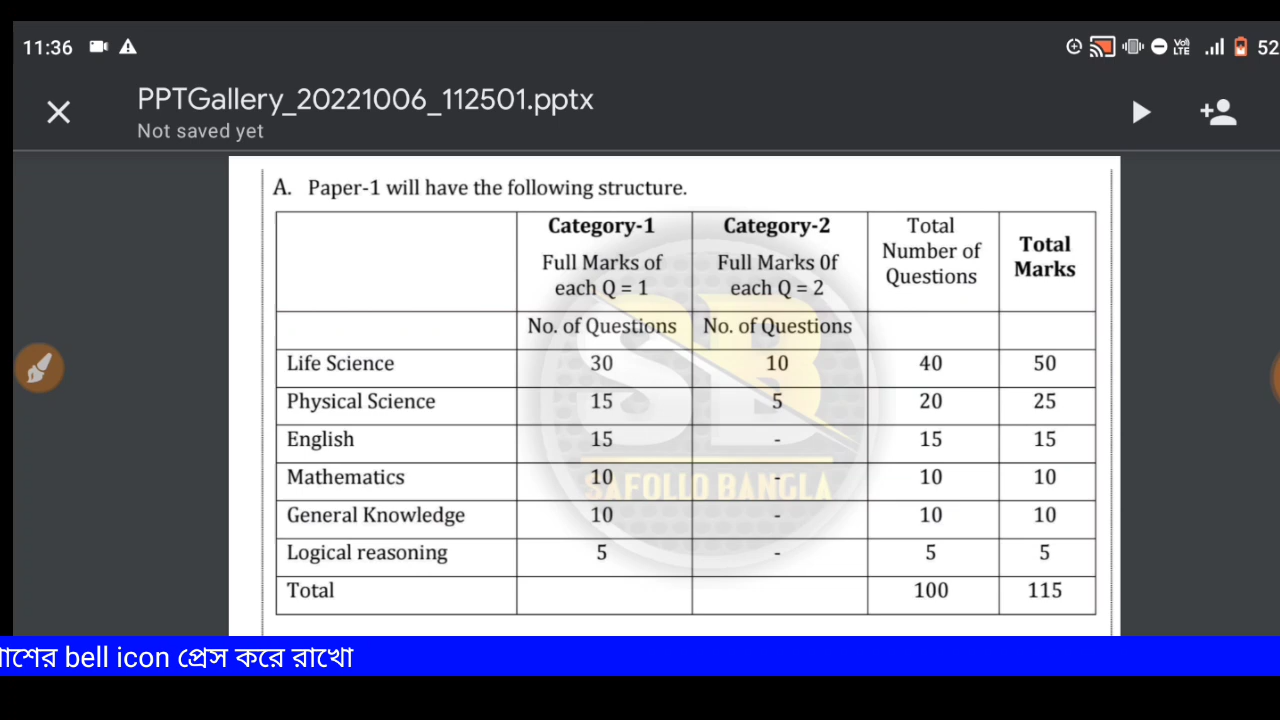 11:36 Vol) LTE 52
PPTGallery_20221006_112501.pptx
Not saved yet
A. Paper-1 will have the following structure.
Category-1 Category-2 Total Number of Questions Total Marks
Full Marks of each Q = 1 Full Marks 0f each Q = 2
No. of Questions No. of Questions
Life Science 30 10 40 50
Physical Science 15 5 20 25
English 15 - 15 15
Mathematics 10 - 10 10
SAFOLLO BANGLA
General Knowledge 10 - 10 10
Logical reasoning 5 - 5 5
Total 100 115
bell icon প্রেস করে রাখো